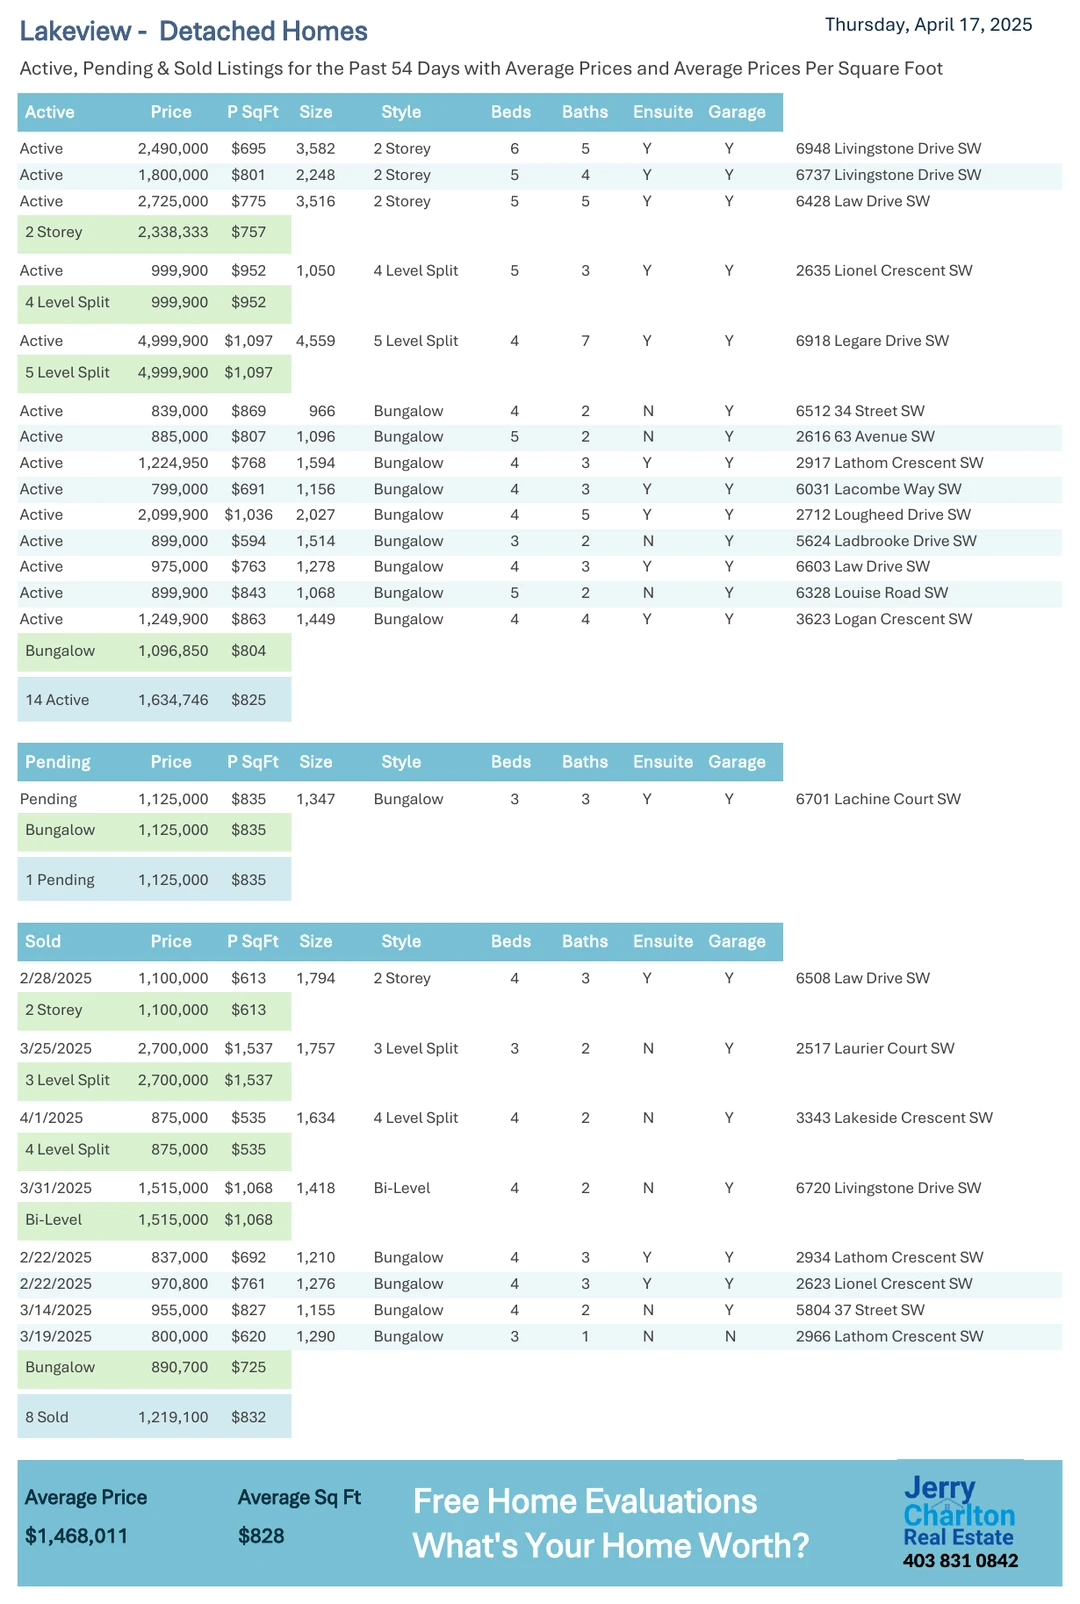 Lakeview - Detached Homes
Thursday, April 17, 2025
Active, Pending & Sold Listings for the Past 54 Days with Average Prices and Average Prices Per Square Foot
Active Price P SqFt Size Style Beds Baths Ensuite Garage
Active 2,490,000 $695 3,582 2 Storey 6 5 Y Y 6948 Livingstone Drive SW
Active 1,800,000 $801 2,248 2 Storey 5 4 Y Y 6737 Livingstone Drive SW
Active 2,725,000 $775 3,516 2 Storey 5 5 Y Y 6428 Law Drive SW
2 Storey 2,338,333 $757
Active 999,900 $952 1,050 4 Level Split 5 3 Y Y 2635 Lionel Crescent SW
4 Level Split 999,900 $952
Active 4,999,900 $1,097 4,559 5 Level Split 4 7 Y Y 6918 Legare Drive SW
5 Level Split 4,999,900 $1,097
Active 839,000 $869 966 Bungalow 4 2 N Y 6512 34 Street SW
Active 885,000 $807 1,096 Bungalow 5 2 N Y 2616 63 Avenue SW
Active 1,224,950 $768 1,594 Bungalow 4 3 Y Y 2917 Lathom Crescent SW
Active 799,000 $691 1,156 Bungalow 4 3 Y Y 6031 Lacombe Way SW
Active 2,099,900 $1,036 2,027 Bungalow 4 5 Y Y 2712 Lougheed Drive SW
Active 899,000 $594 1,514 Bungalow 3 2 N Y 5624 Ladbrooke Drive SW
Active 975,000 $763 1,278 Bungalow 4 3 Y Y 6603 Law Drive SW
Active 899,900 $843 1,068 Bungalow 5 2 N Y 6328 Louise Road SW
Active 1,249,900 $863 1,449 Bungalow 4 4 Y Y 3623 Logan Crescent SW
Bungalow 1,096,850 $804
14 Active 1,634,746 $825
Pending Price P SqFt Size Style Beds Baths Ensuite Garage
Pending 1,125,000 $835 1,347 Bungalow 3 3 Y Y 6701 Lachine Court SW
Bungalow 1,125,000 $835
1 Pending 1,125,000 $835
Sold Price P SqFt Size Style Beds Baths Ensuite Garage
2/28/2025 1,100,000 $613 1,794 2 Storey 4 3 Y Y 6508 Law Drive SW
2 Storey 1,100,000 $613
3/25/2025 2,700,000 $1,537 1,757 3 Level Split 3 2 N Y 2517 Laurier Court SW
3 Level Split 2,700,000 $1,537
4/1/2025 875,000 $535 1,634 4 Level Split 4 2 N Y 3343 Lakeside Crescent SW
4 Level Split 875,000 $535
3/31/2025 1,515,000 $1,068 1,418 Bi-Level 4 2 N Y 6720 Livingstone Drive SW
Bi-Level 1,515,000 $1,068
2/22/2025 837,000 $692 1,210 Bungalow 4 3 Y Y 2934 Lathom Crescent SW
2/22/2025 970,800 $761 1,276 Bungalow 4 3 Y Y 2623 Lionel Crescent SW
3/14/2025 955,000 $827 1,155 Bungalow 4 2 N Y 5804 37 Street SW
3/19/2025 800,000 $620 1,290 Bungalow 3 1 N N 2966 Lathom Crescent SW
Bungalow 890,700 $725
8 Sold 1,219,100 $832
Average Price Average Sq Ft
$1,468,011 $828
Free Home Evaluations
What's Your Home Worth?
Jerry
Charlton
Real Estate
403 831 0842